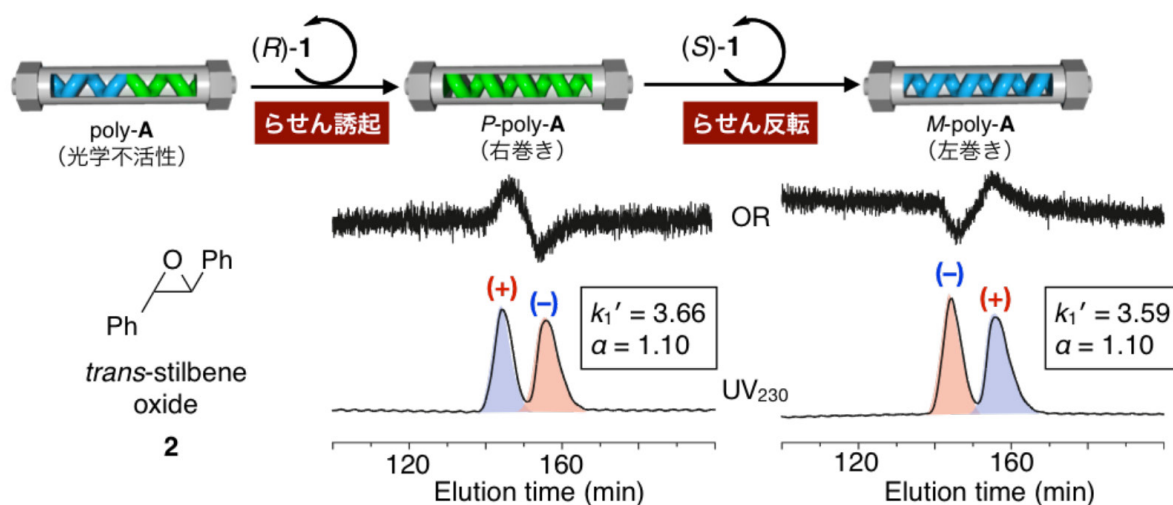 (R)-1
(S)-1
poly-A
(光学不活性)
らせん誘起
P-poly-A
(右巻き)
らせん反転
M-poly-A
(左巻き)
OR
O
Ph
Ph
trans-stilbene
oxide
2
(+)
(–)
k₁' = 3.66
α = 1.10
(–)
(+)
k₁' = 3.59
α = 1.10
UV₂₃₀
120
160
Elution time (min)
120
160
Elution time (min)